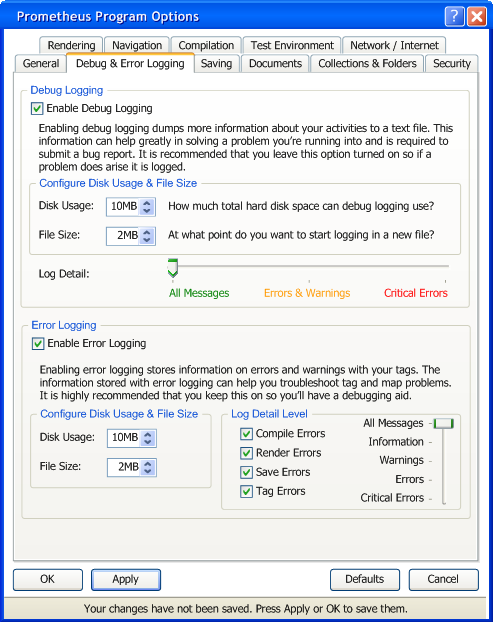 Prometheus Program Options
Rendering Navigation Compilation Test Environment Network / Internet
General Debug & Error Logging Saving Documents Collections & Folders Security
Debug Logging
Enable Debug Logging
Enabling debug logging dumps more information about your activities to a text file. This
information can help greatly in solving a problem you're running into and is required to
submit a bug report. It is recommended that you leave this option turned on so if a
problem does arise it is logged.
Configure Disk Usage & File Size
Disk Usage: 10MB How much total hard disk space can debug logging use?
File Size: 2MB At what point do you want to start logging in a new file?
Log Detail:
All Messages Errors & Warnings Critical Errors
Error Logging
Enable Error Logging
Enabling error logging stores information on errors and warnings with your tags. The
information stored with error logging can help you troubleshoot tag and map problems.
It is highly recommended that you keep this on so you'll have a debugging aid.
Configure Disk Usage & File Size
Disk Usage: 10MB
File Size: 2MB
Log Detail Level
Compile Errors
Render Errors
Save Errors
Tag Errors
All Messages -
Information -
Warnings -
Errors -
Critical Errors -
OK Apply Defaults Cancel
Your changes have not been saved. Press Apply or OK to save them.